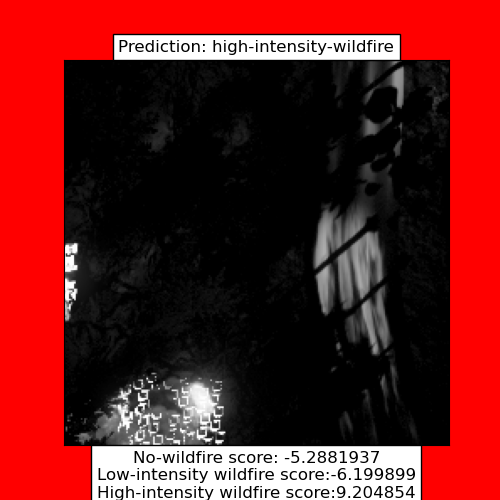 Prediction: high-intensity-wildfire
No-wildfire score: -5.2881937
Low-intensity wildfire score:-6.199899
High-intensity wildfire score:9.204854